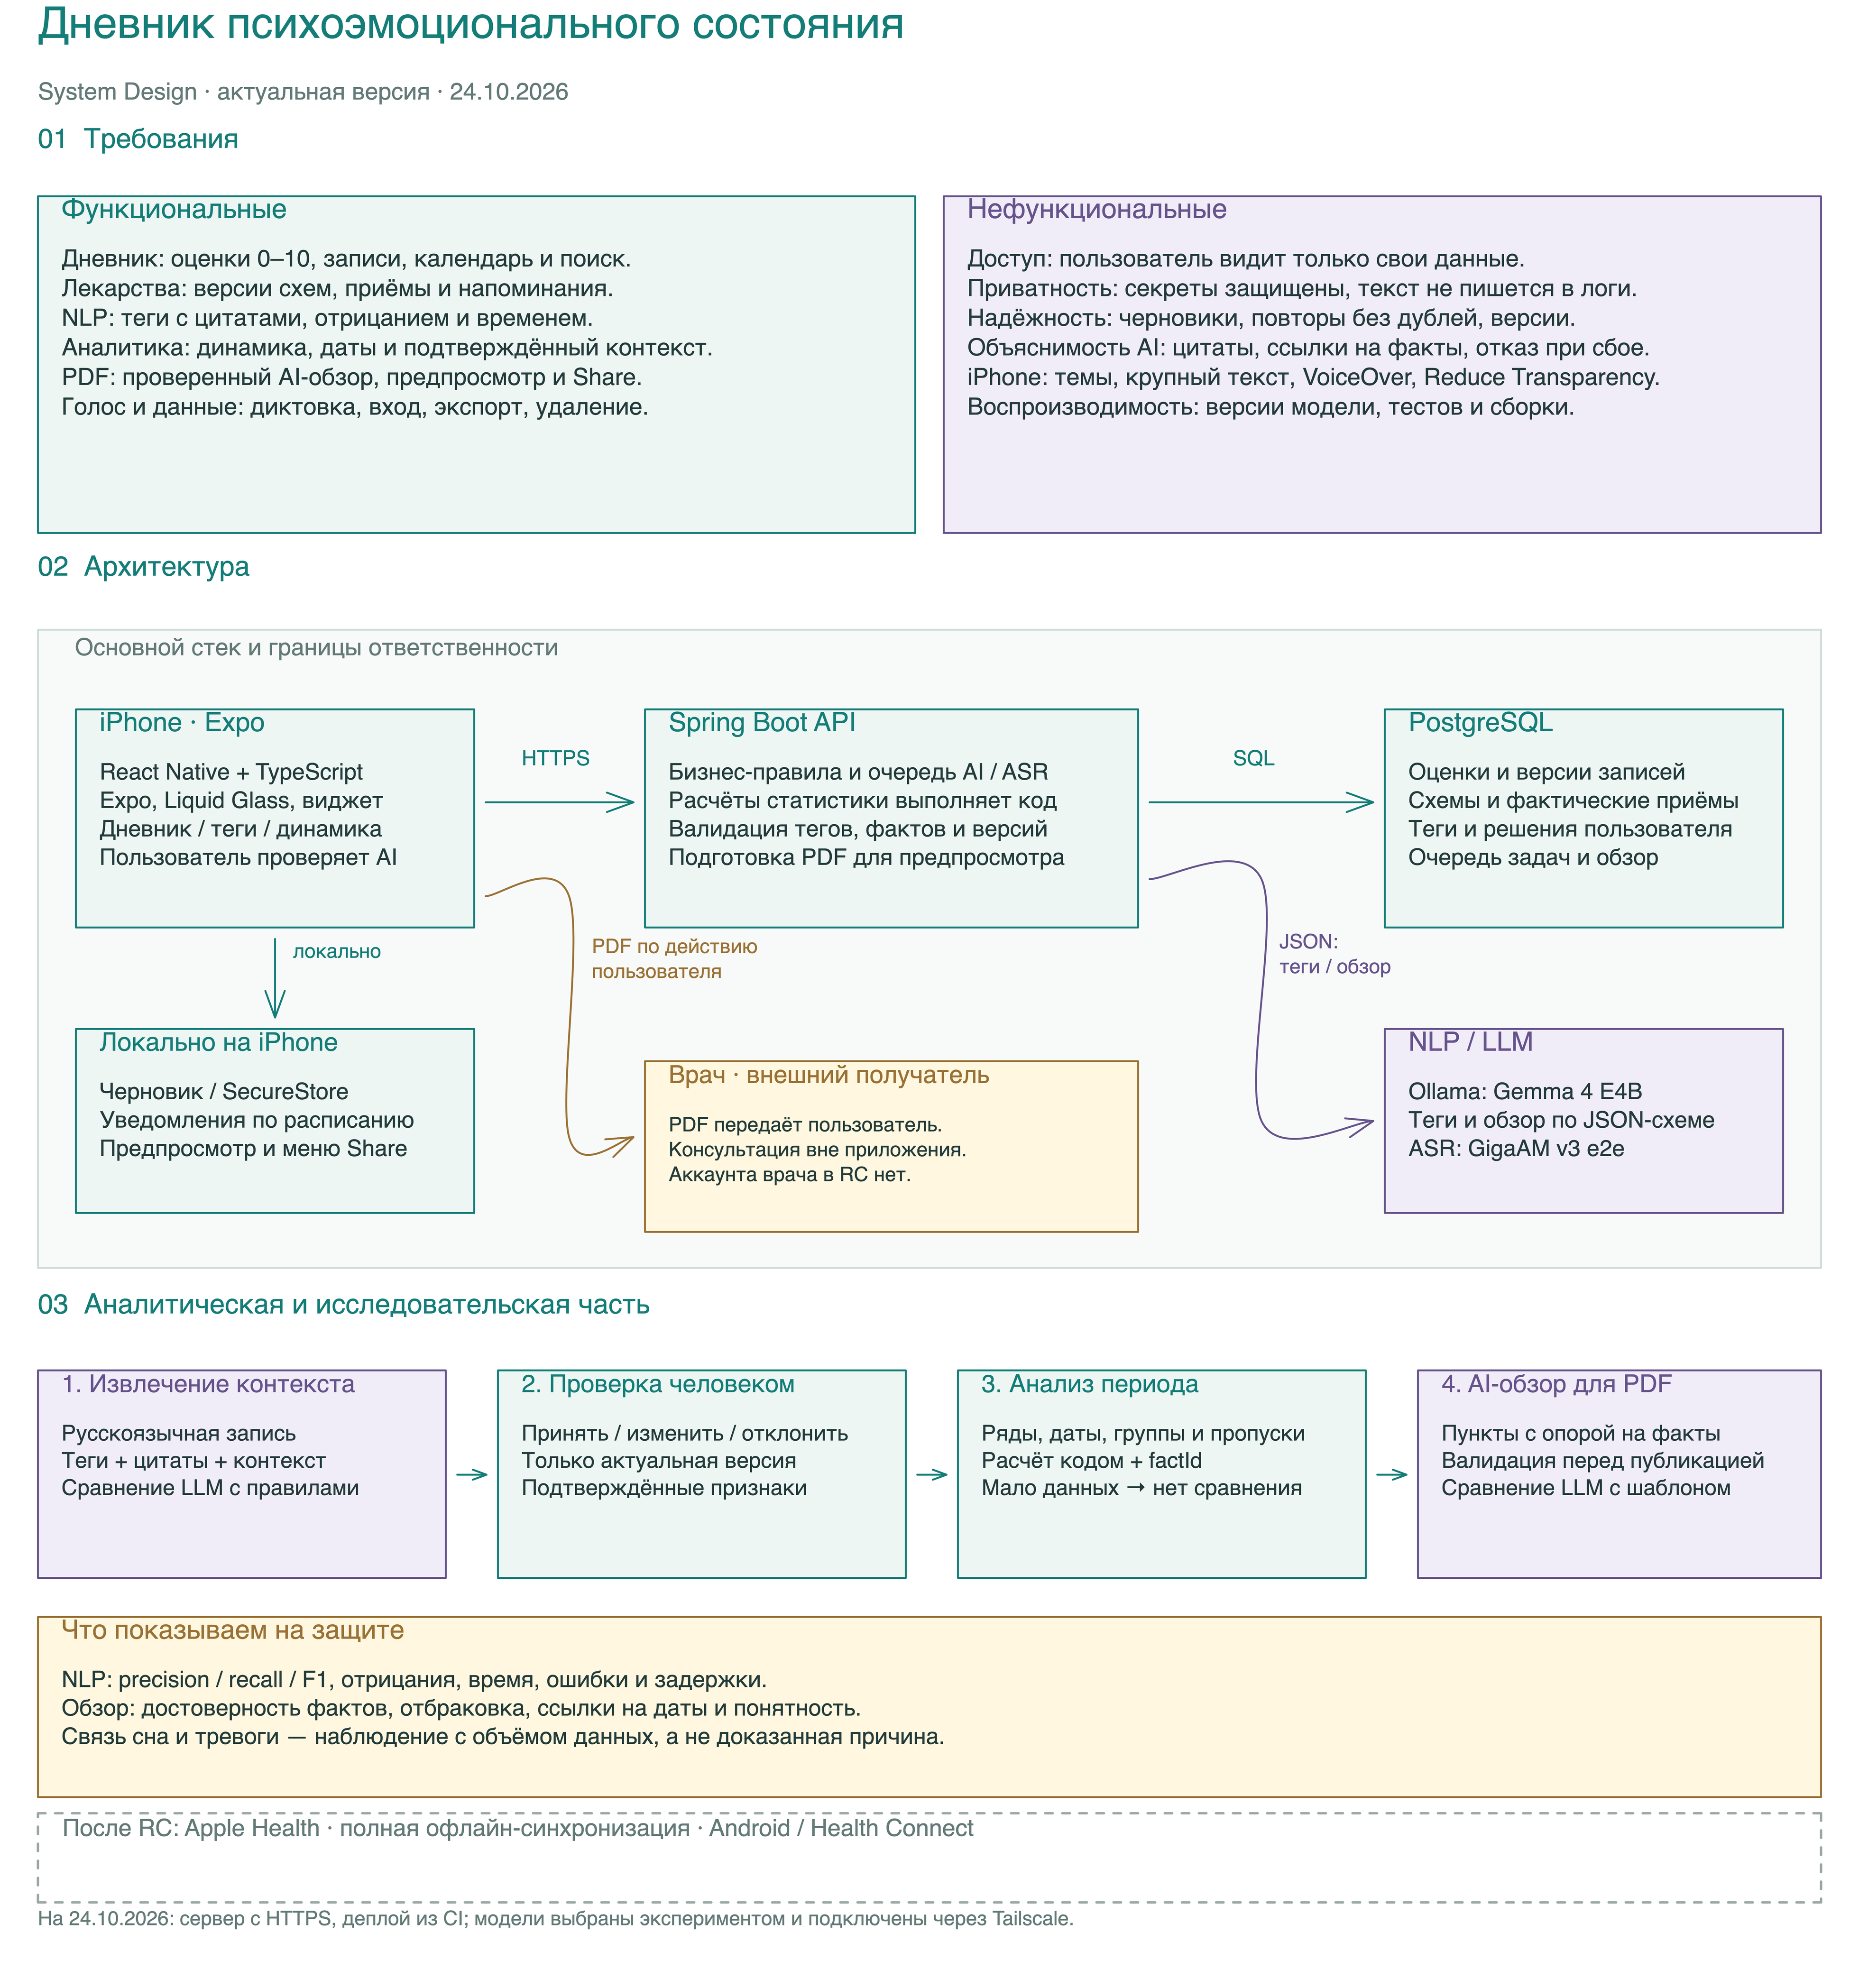 Дневник психоэмоционального состояния
System Design · актуальная версия · 24.10.2026
01 Требования
Функциональные
Дневник: оценки 0–10, записи, календарь и поиск.
Лекарства: версии схем, приёмы и напоминания.
NLP: теги с цитатами, отрицанием и временем.
Аналитика: динамика, даты и подтверждённый контекст.
PDF: проверенный AI-обзор, предпросмотр и Share.
Голос и данные: диктовка, вход, экспорт, удаление.
Нефункциональные
Доступ: пользователь видит только свои данные.
Приватность: секреты защищены, текст не пишется в логи.
Надёжность: черновики, повторы без дублей, версии.
Объяснимость AI: цитаты, ссылки на факты, отказ при сбое.
iPhone: темы, крупный текст, VoiceOver, Reduce Transparency.
Воспроизводимость: версии модели, тестов и сборки.
02 Архитектура
Основной стек и границы ответственности
iPhone · Expo
React Native + TypeScript
Expo, Liquid Glass, виджет
Дневник / теги / динамика
Пользователь проверяет AI
HTTPS
Spring Boot API
Бизнес-правила и очередь AI / ASR
Расчёты статистики выполняет код
Валидация тегов, фактов и версий
Подготовка PDF для предпросмотра
SQL
PostgreSQL
Оценки и версии записей
Схемы и фактические приёмы
Теги и решения пользователя
Очередь задач и обзор
локально
PDF по действию
пользователя
JSON:
теги / обзор
Локально на iPhone
Черновик / SecureStore
Уведомления по расписанию
Предпросмотр и меню Share
Врач · внешний получатель
PDF передаёт пользователь.
Консультация вне приложения.
Аккаунта врача в RC нет.
NLP / LLM
Ollama: Gemma 4 E4B
Теги и обзор по JSON-схеме
ASR: GigaAM v3 e2e
03 Аналитическая и исследовательская часть
1. Извлечение контекста
Русскоязычная запись
Теги + цитаты + контекст
Сравнение LLM с правилами
2. Проверка человеком
Принять / изменить / отклонить
Только актуальная версия
Подтверждённые признаки
3. Анализ периода
Ряды, даты, группы и пропуски
Расчёт кодом + factId
Мало данных → нет сравнения
4. AI-обзор для PDF
Пункты с опорой на факты
Валидация перед публикацией
Сравнение LLM с шаблоном
Что показываем на защите
NLP: precision / recall / F1, отрицания, время, ошибки и задержки.
Обзор: достоверность фактов, отбраковка, ссылки на даты и понятность.
Связь сна и тревоги — наблюдение с объёмом данных, а не доказанная причина.
После RC: Apple Health · полная офлайн-синхронизация · Android / Health Connect
На 24.10.2026: сервер с HTTPS, деплой из CI; модели выбраны экспериментом и подключены через Tailscale.